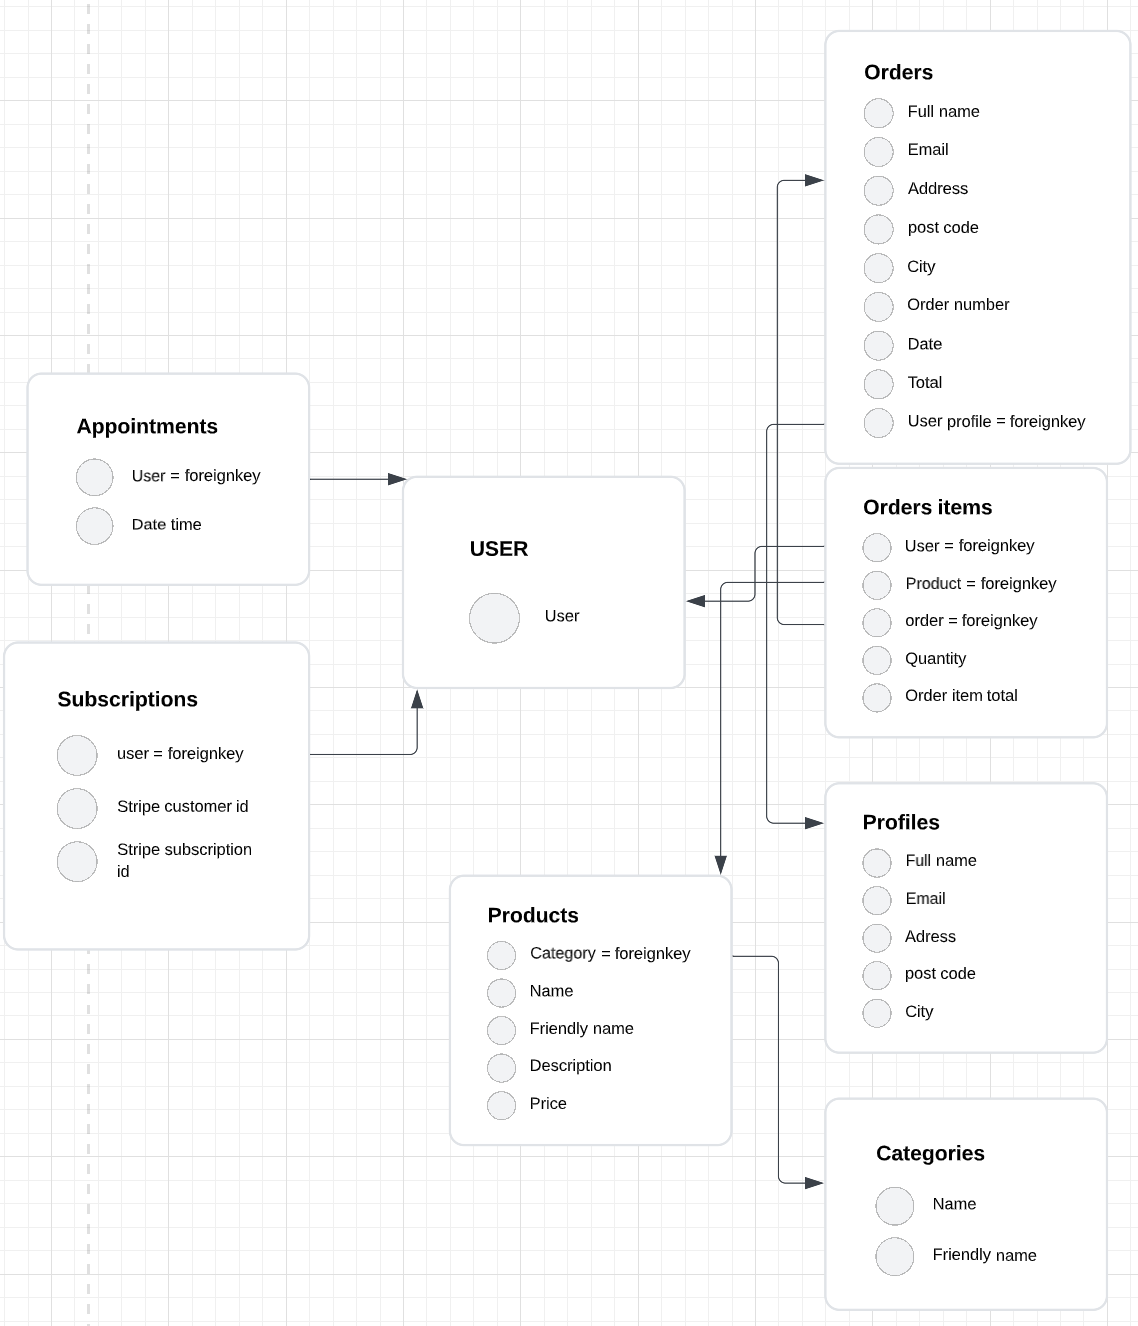 Orders
Full name
Email
Address
post code
City
Order number
Date
Total
User profile = foreignkey
Appointments
User = foreignkey
Date time
USER
User
Orders items
User = foreignkey
Product = foreignkey
order = foreignkey
Quantity
Order item total
Subscriptions
user = foreignkey
Stripe customer id
Stripe subscription
id
Profiles
Full name
Email
Adress
post code
City
Products
Category = foreignkey
Name
Friendly name
Description
Price
Categories
Name
Friendly name